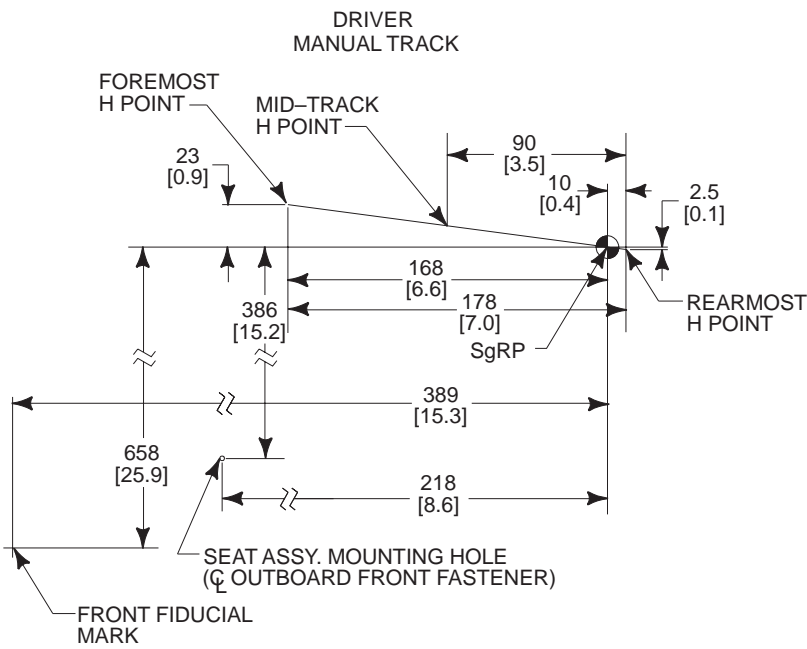 DRIVER
MANUAL TRACK
FOREMOST
H POINT
MID–TRACK
H POINT
90
[3.5]
23
[0.9]
10
[0.4]
2.5
[0.1]
168
[6.6]
178
[7.0]
386
[15.2]
REARMOST
H POINT
SgRP
389
[15.3]
658
[25.9]
218
[8.6]
SEAT ASSY. MOUNTING HOLE
(℄ OUTBOARD FRONT FASTENER)
FRONT FIDUCIAL
MARK